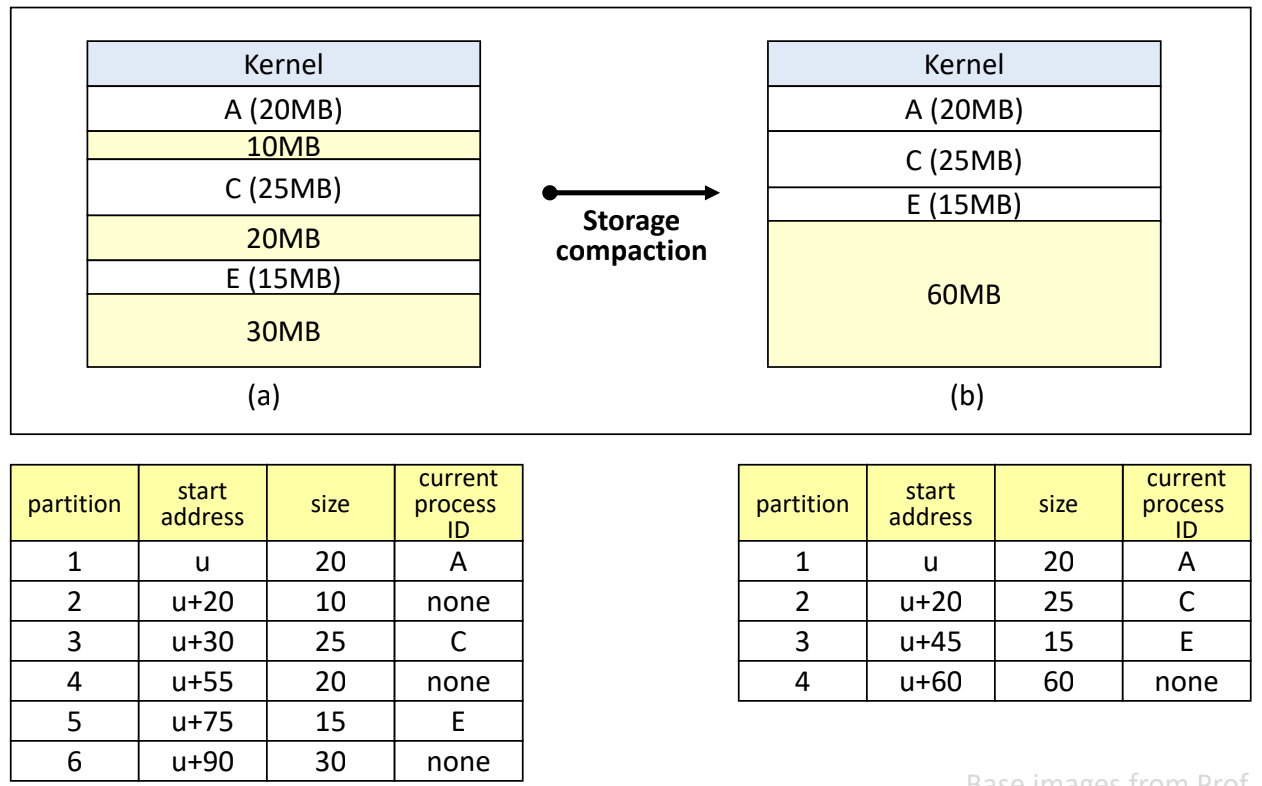 Kernel
A (20MB)
10MB
C (25MB)
20MB
E (15MB)
30MB
(a)
Storage
compaction
Kernel
A (20MB)
C (25MB)
E (15MB)
60MB
(b)
partition start address size current process ID
1 u 20 A
2 u+20 10 none
3 u+30 25 C
4 u+55 20 none
5 u+75 15 E
6 u+90 30 none
partition start address size current process ID
1 u 20 A
2 u+20 25 C
3 u+45 15 E
4 u+60 60 none
Base images from Prof